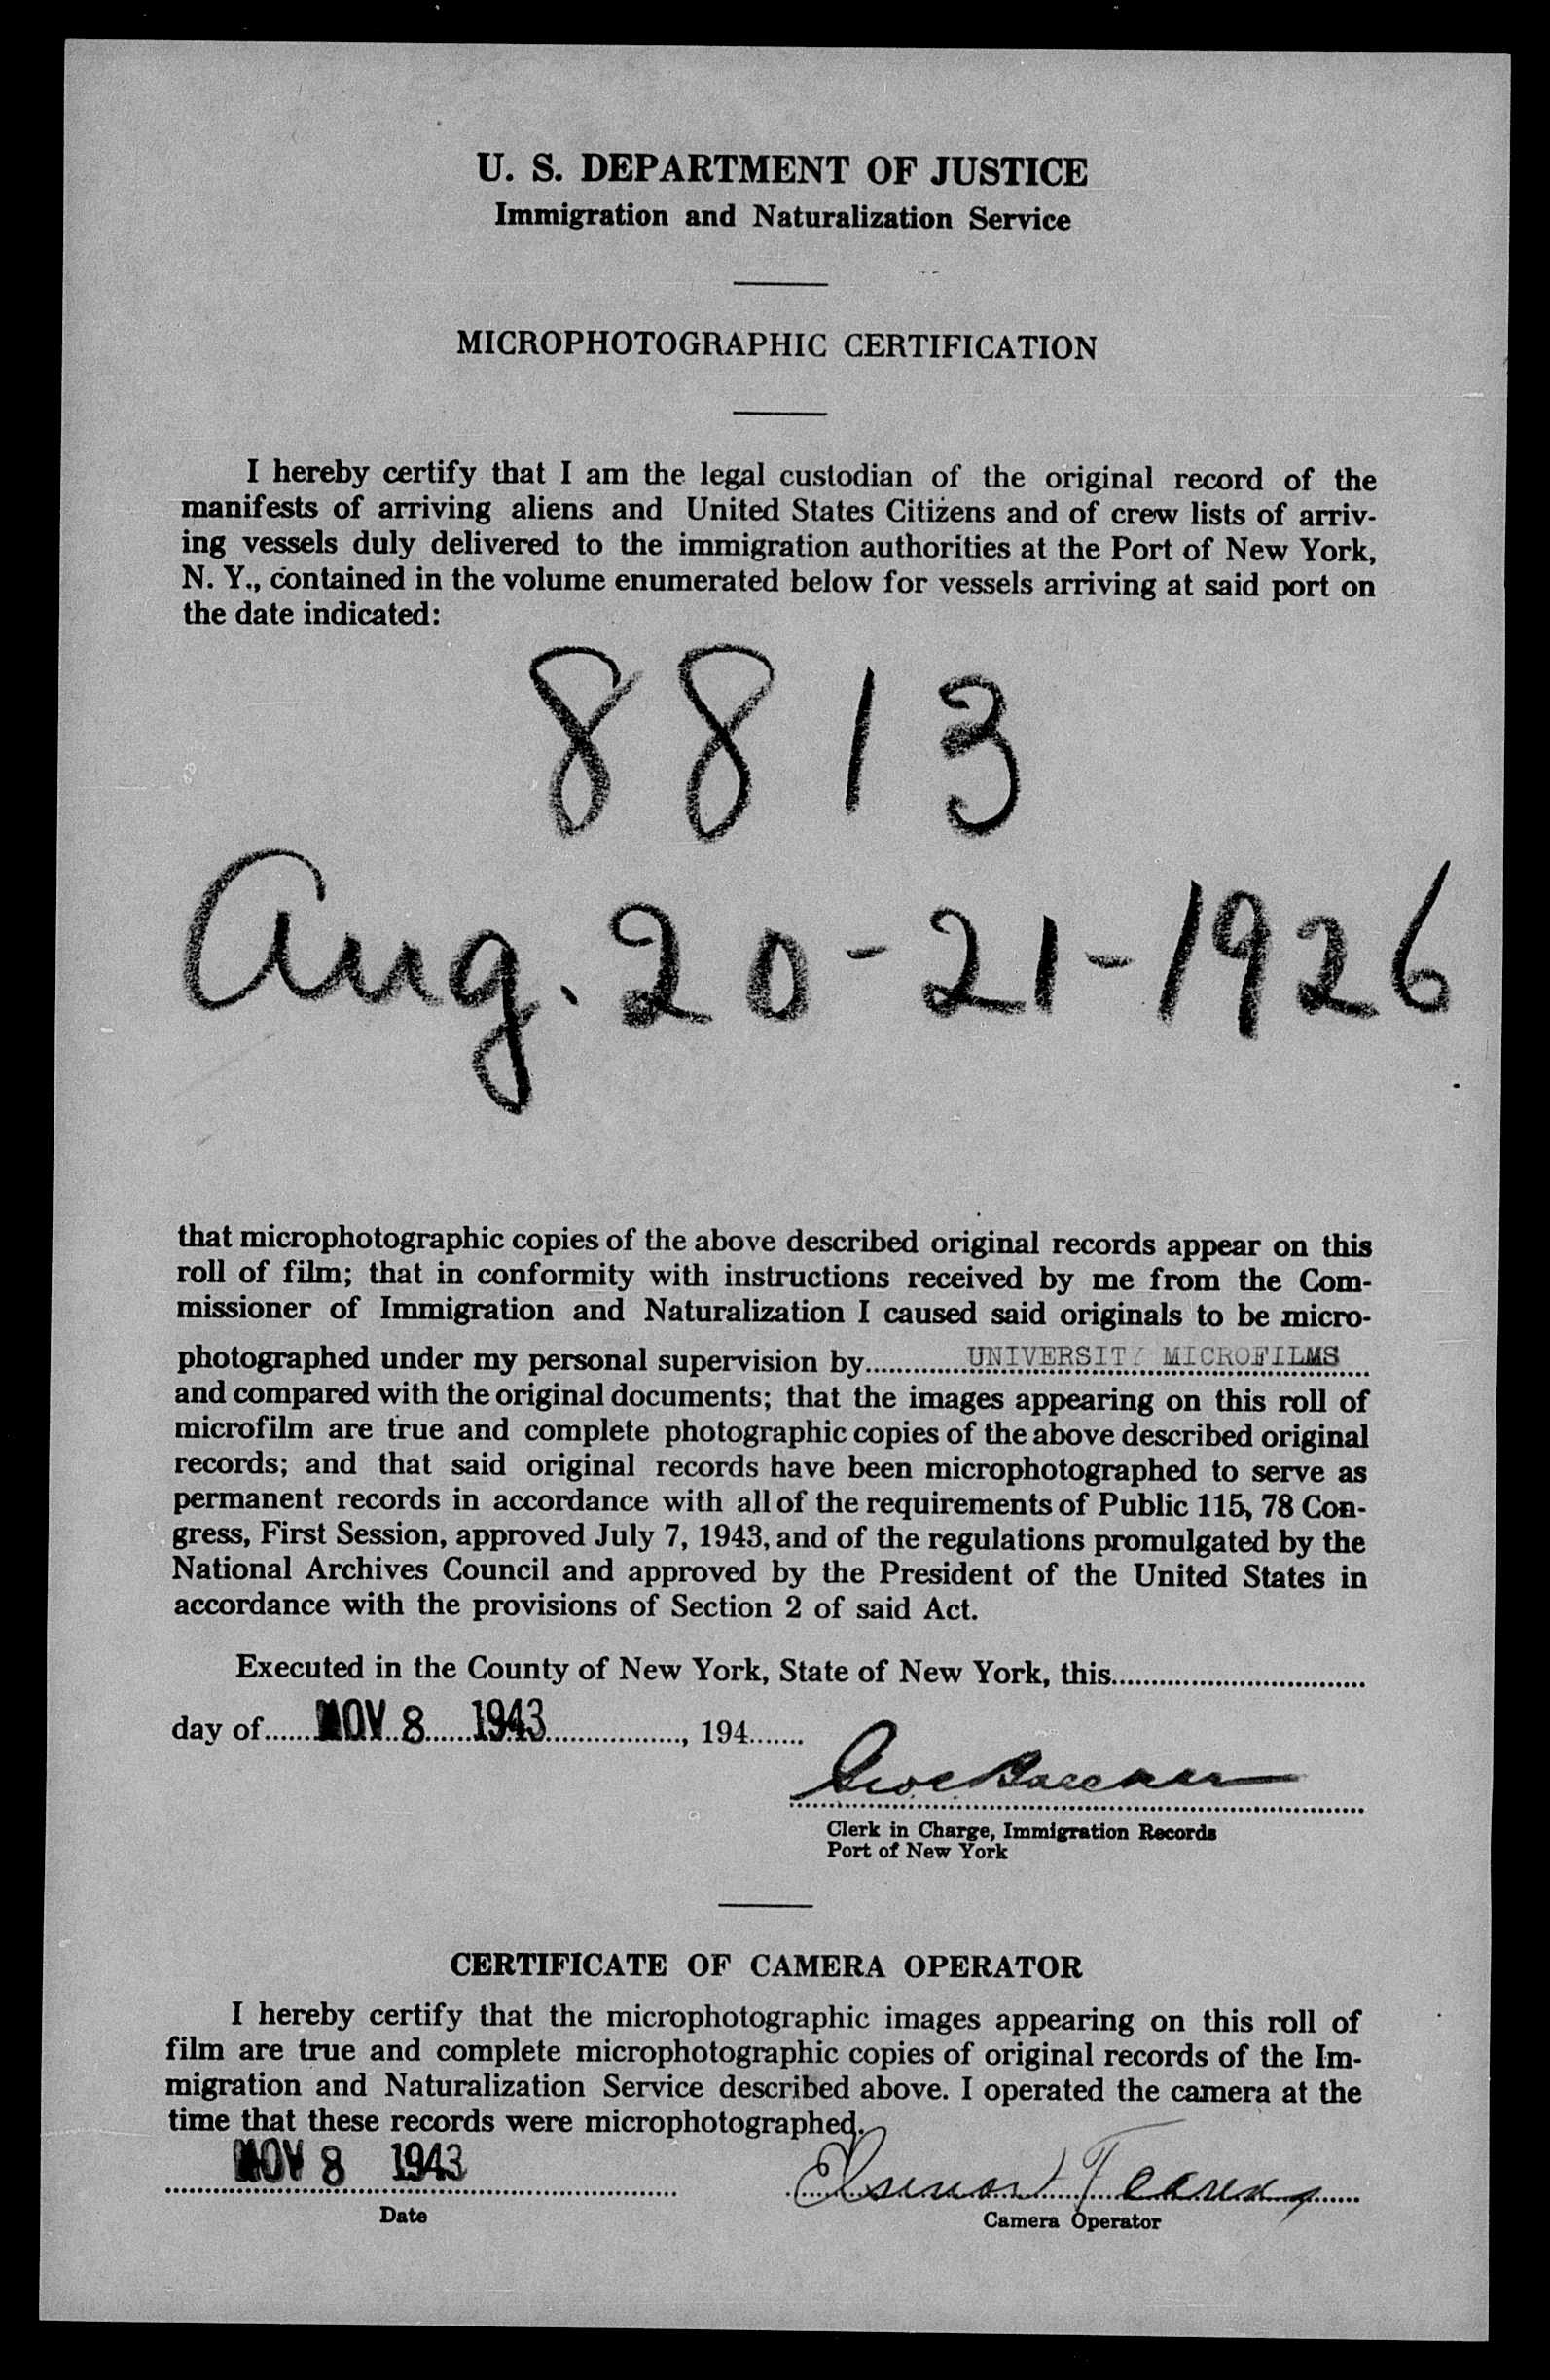 U. S. DEPARTMENT OF JUSTICE
Immigration and Naturalization Service
MICROPHOTOGRAPHIC CERTIFICATION
I hereby certify that I am the legal custodian of the original record of the
manifests of arriving aliens and United States Citizens and of crew lists of arriv-
ing vessels duly delivered to the immigration authorities at the Port of New York,
N. Y., contained in the volume enumerated below for vessels arriving at said port on
the date indicated:
8813
Aug. 20-21-1926
that microphotographic copies of the above described original records appear on this
roll of film; that in conformity with instructions received by me from the Com-
missioner of Immigration and Naturalization I caused said originals to be micro-
photographed under my personal supervision by UNIVERSITY MICROFILMS
and compared with the original documents; that the images appearing on this roll of
microfilm are true and complete photographic copies of the above described original
records; and that said original records have been microphotographed to serve as
permanent records in accordance with all of the requirements of Public 115, 78 Con-
gress, First Session, approved July 7, 1943, and of the regulations promulgated by the
National Archives Council and approved by the President of the United States in
accordance with the provisions of Section 2 of said Act.
Executed in the County of New York, State of New York, this
day of NOV 8 1943, 194
Clerk in Charge, Immigration Records
Port of New York
CERTIFICATE OF CAMERA OPERATOR
I hereby certify that the microphotographic images appearing on this roll of
film are true and complete microphotographic copies of original records of the Im-
migration and Naturalization Service described above. I operated the camera at the
time that these records were microphotographed.
NOV 8 1943
Date
Camera Operator